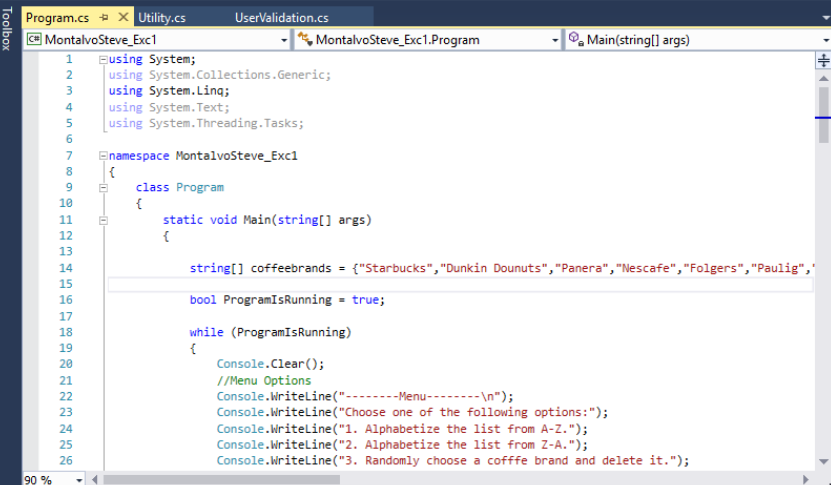 Toolbox
Program.cs Utility.cs UserValidation.cs
C# MontalvoSteve_Exc1 MontalvoSteve_Exc1.Program Main(string[] args)
1 using System;
2 using System.Collections.Generic;
3 using System.Linq;
4 using System.Text;
5 using System.Threading.Tasks;
6
7 namespace MontalvoSteve_Exc1
8 {
9 class Program
10 {
11 static void Main(string[] args)
12 {
13
14 string[] coffeebrands = {"Starbucks","Dunkin Dounuts","Panera","Nescafe","Folgers","Paulig","
15
16 bool ProgramIsRunning = true;
17
18 while (ProgramIsRunning)
19 {
20 Console.Clear();
21 //Menu Options
22 Console.WriteLine("--------Menu--------\n");
23 Console.WriteLine("Choose one of the following options:");
24 Console.WriteLine("1. Alphabetize the list from A-Z.");
25 Console.WriteLine("2. Alphabetize the list from Z-A.");
26 Console.WriteLine("3. Randomly choose a cofffe brand and delete it.");
90 %